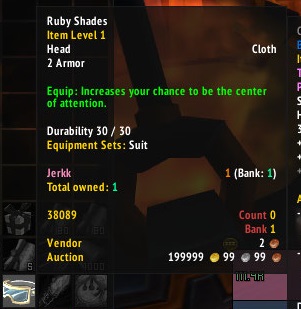 Ruby Shades
Item Level 1
Head Cloth
2 Armor
Equip: Increases your chance to be the center
of attention.
Durability 30 / 30
Equipment Sets: Suit
Jerkk 1 (Bank: 1)
Total owned: 1
38089 Count 0
Bank 1
Vendor 2
Auction 199999 99 99